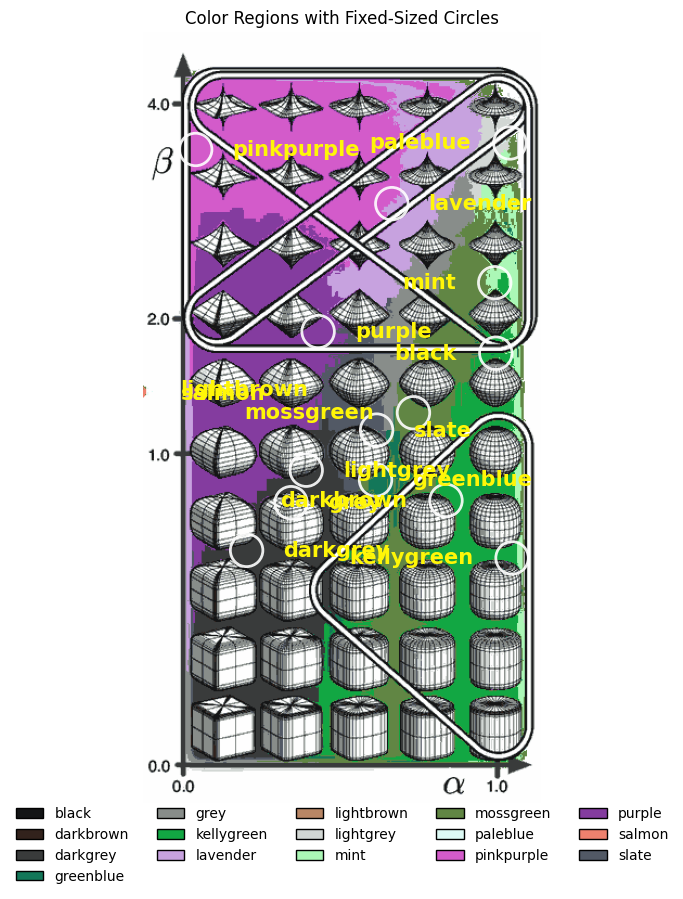 Color Regions with Fixed-Sized Circles
4.0
β
pinkpurple
paleblue
lavender
mint
2.0
purple
black
lightbrown
salmon
mossgreen
slate
1.0
lightgrey
greenblue
darkbrown
grey
darkgrey
kellygreen
0.0
0.0
α
1.0
black
grey
lightbrown
mossgreen
purple
darkbrown
kellygreen
lightgrey
paleblue
salmon
darkgrey
lavender
mint
pinkpurple
slate
greenblue